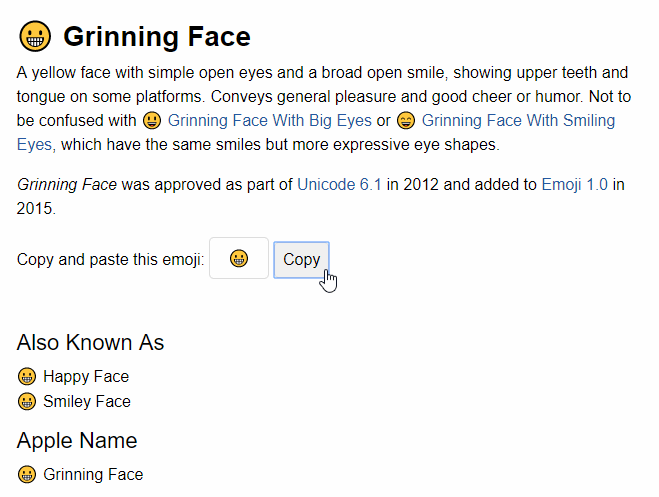 😀 Grinning Face
A yellow face with simple open eyes and a broad open smile, showing upper teeth and
tongue on some platforms. Conveys general pleasure and good cheer or humor. Not to
be confused with 😃 Grinning Face With Big Eyes or 😄 Grinning Face With Smiling
Eyes, which have the same smiles but more expressive eye shapes.
Grinning Face was approved as part of Unicode 6.1 in 2012 and added to Emoji 1.0 in
2015.
Copy and paste this emoji: 😀 Copy
Also Known As
😀 Happy Face
😀 Smiley Face
Apple Name
😀 Grinning Face